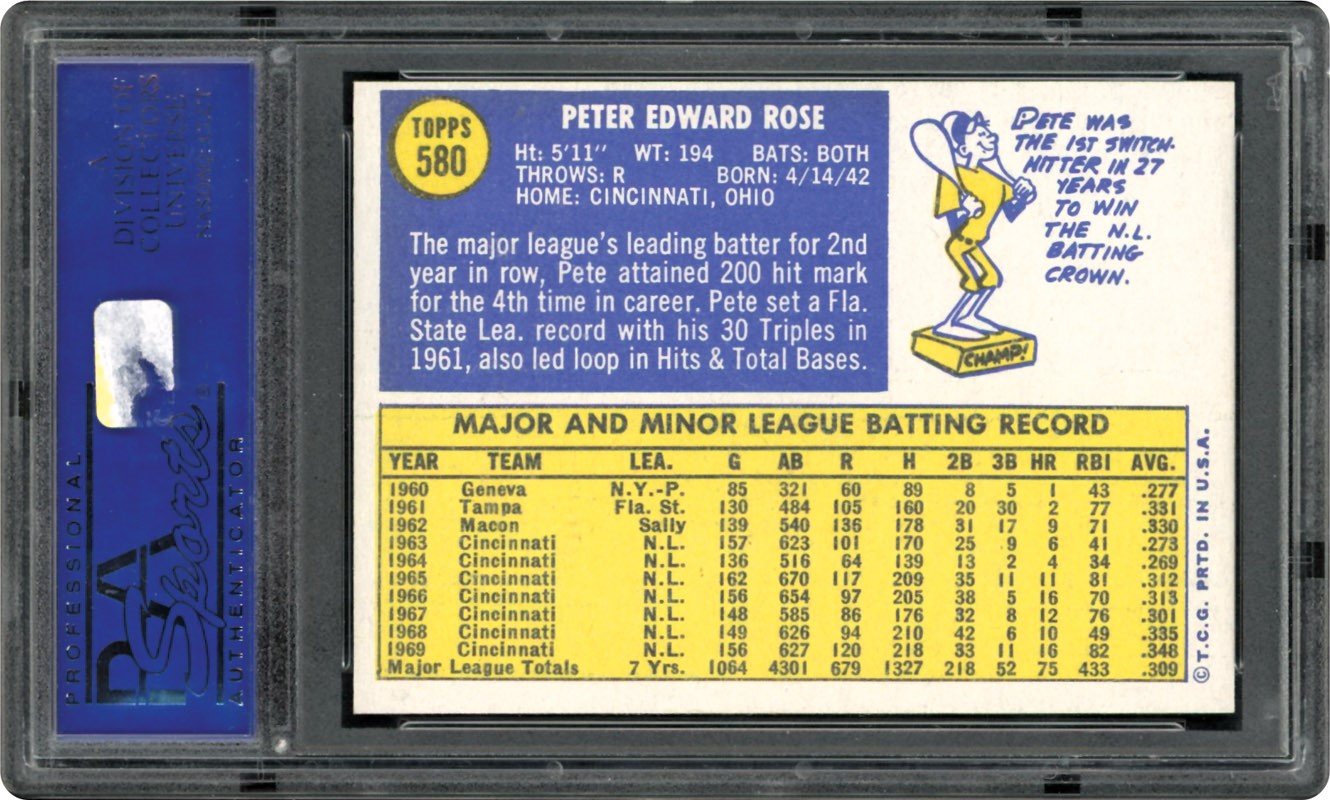 A
DIVISION OF
COLLECTORS
UNIVERSE
NASDAQ: CLCT
PROFESSIONAL
PSA
Sports
AUTHENTICATOR
TOPPS
580
PETER EDWARD ROSE
Ht: 5'11" WT: 194 BATS: BOTH
THROWS: R BORN: 4/14/42
HOME: CINCINNATI, OHIO
The major league's leading batter for 2nd
year in row, Pete attained 200 hit mark
for the 4th time in career. Pete set a Fla.
State Lea. record with his 30 Triples in
1961, also led loop in Hits & Total Bases.
PETE WAS
THE 1ST SWITCH-
HITTER IN 27
YEARS
TO WIN
THE N.L.
BATTING
CROWN.
CHAMP!
MAJOR AND MINOR LEAGUE BATTING RECORD
YEAR TEAM LEA. G AB R H 2B 3B HR RBI AVG.
1960 Geneva N.Y.-P. 85 321 60 89 8 5 1 43 .277
1961 Tampa Fla. St. 130 484 105 160 20 30 2 77 .331
1962 Macon Sally 139 540 136 178 31 17 9 71 .330
1963 Cincinnati N.L. 157 623 101 170 25 9 6 41 .273
1964 Cincinnati N.L. 136 516 64 139 13 2 4 34 .269
1965 Cincinnati N.L. 162 670 117 209 35 11 11 81 .312
1966 Cincinnati N.L. 156 654 97 205 38 5 16 70 .313
1967 Cincinnati N.L. 148 585 86 176 32 8 12 76 .301
1968 Cincinnati N.L. 149 626 94 210 42 6 10 49 .335
1969 Cincinnati N.L. 156 627 120 218 33 11 16 82 .348
Major League Totals 7 Yrs. 1064 4301 679 1327 218 52 75 433 .309
© T.C.G. PRTD. IN U.S.A.